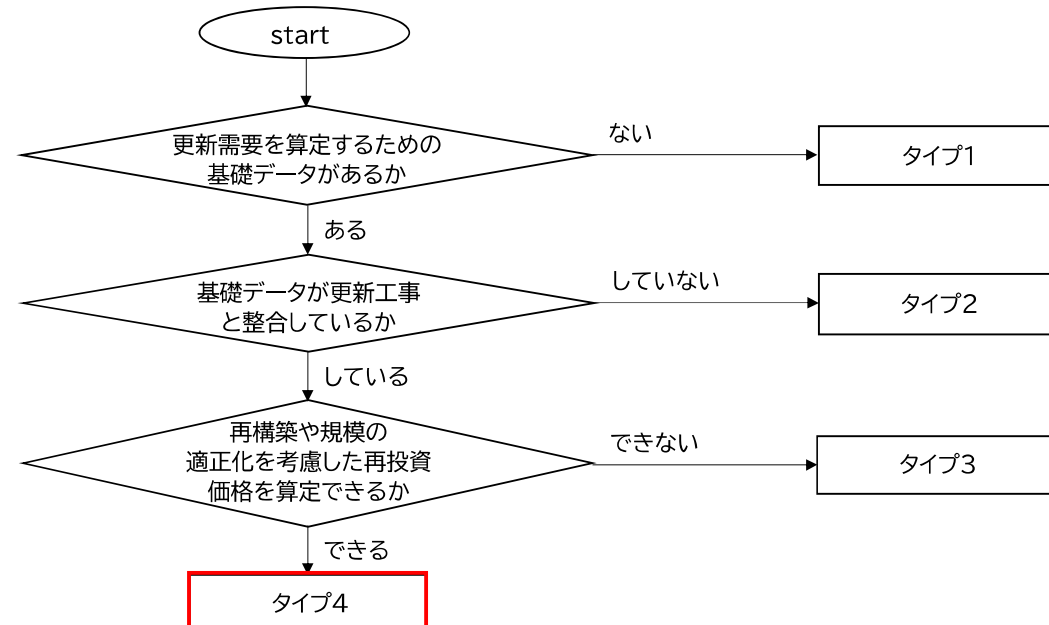 start
更新需要を算定するための
基礎データがあるか
ない
タイプ1
ある
基礎データが更新工事
と整合しているか
していない
タイプ2
している
再構築や規模の
適正化を考慮した再投資
価格を算定できるか
できない
タイプ3
できる
タイプ4